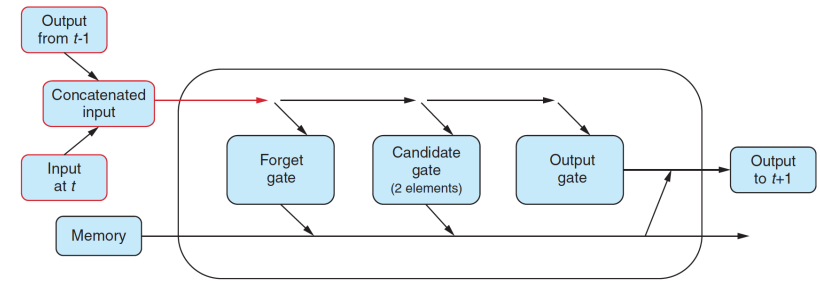 Output
from t-1
Concatenated
input
Input
at t
Memory
Forget
gate
Candidate
gate
(2 elements)
Output
gate
Output
to t+1